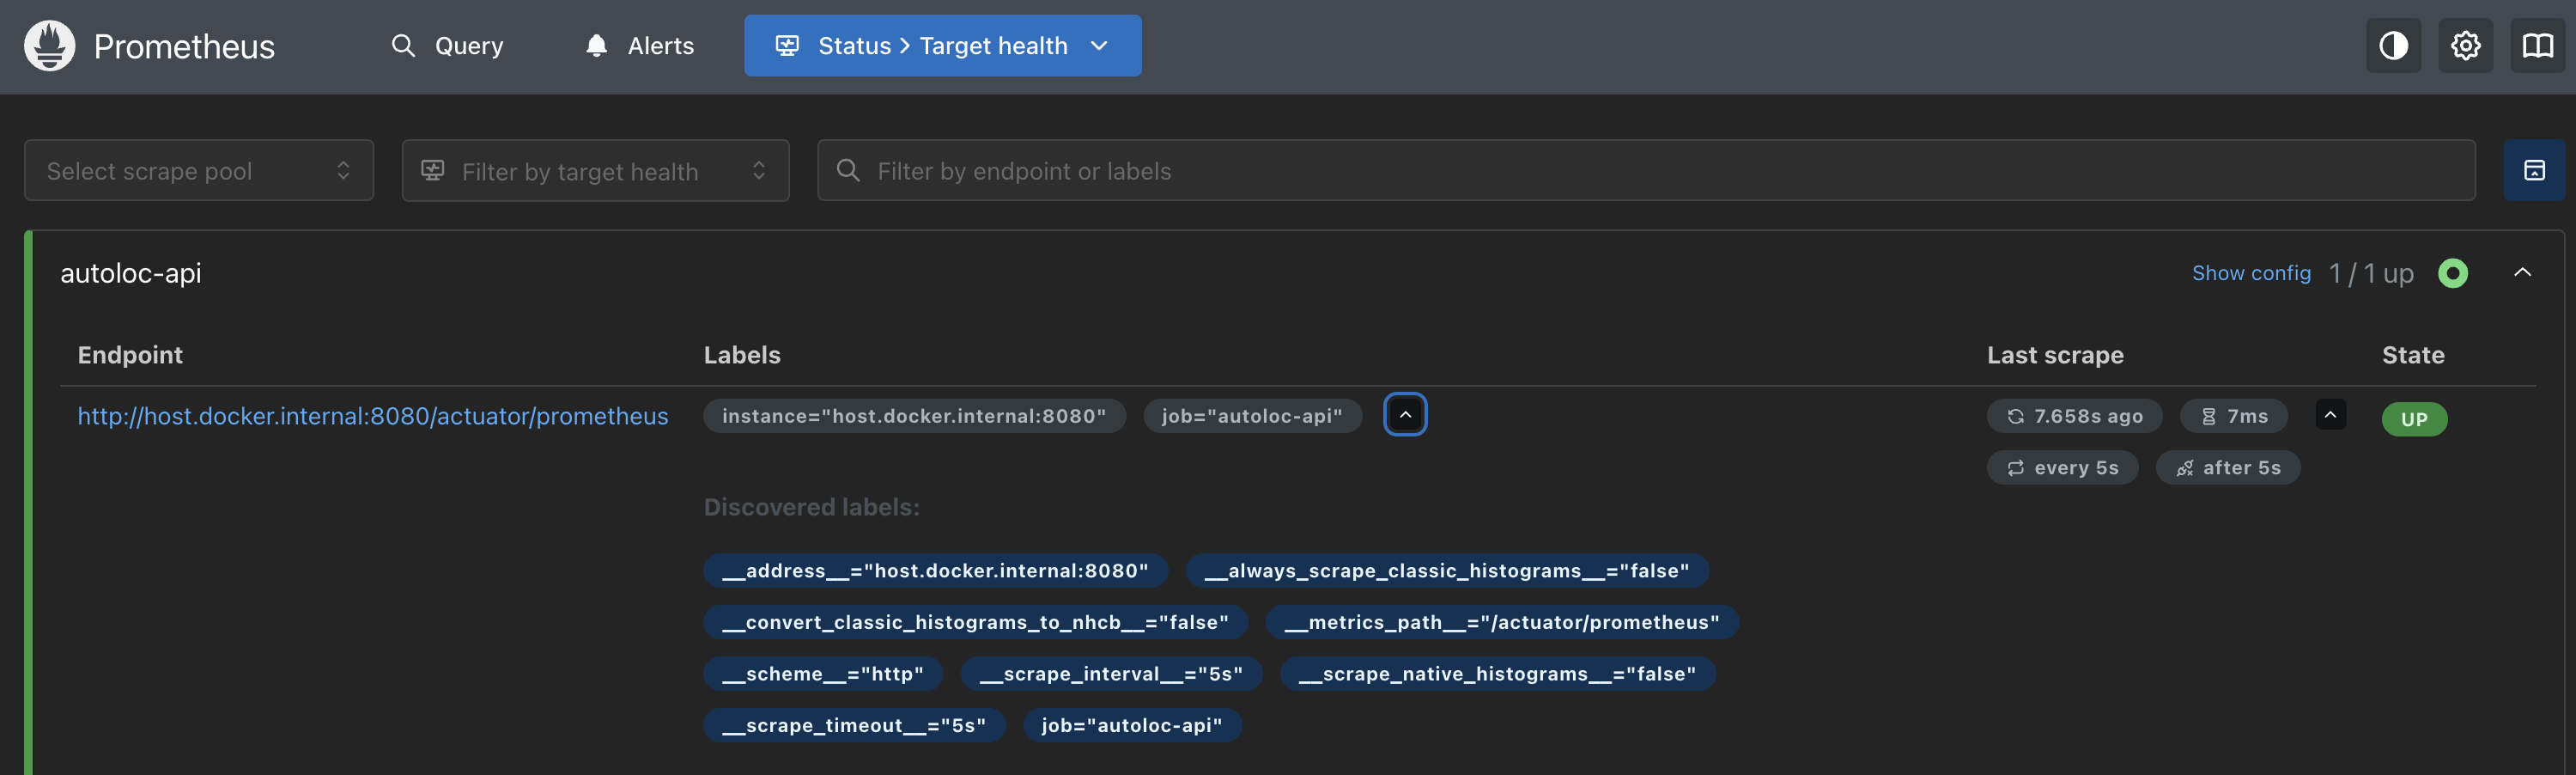 Prometheus Query Alerts Status > Target health
Select scrape pool Filter by target health Filter by endpoint or labels
autoloc-api Show config 1 / 1 up
Endpoint Labels Last scrape State
http://host.docker.internal:8080/actuator/prometheus instance="host.docker.internal:8080" job="autoloc-api" 7.658s ago 7ms UP
every 5s after 5s
Discovered labels:
__address__="host.docker.internal:8080" __always_scrape_classic_histograms__="false"
__convert_classic_histograms_to_nhcb__="false" __metrics_path__="/actuator/prometheus"
__scheme__="http" __scrape_interval__="5s" __scrape_native_histograms__="false"
__scrape_timeout__="5s" job="autoloc-api"